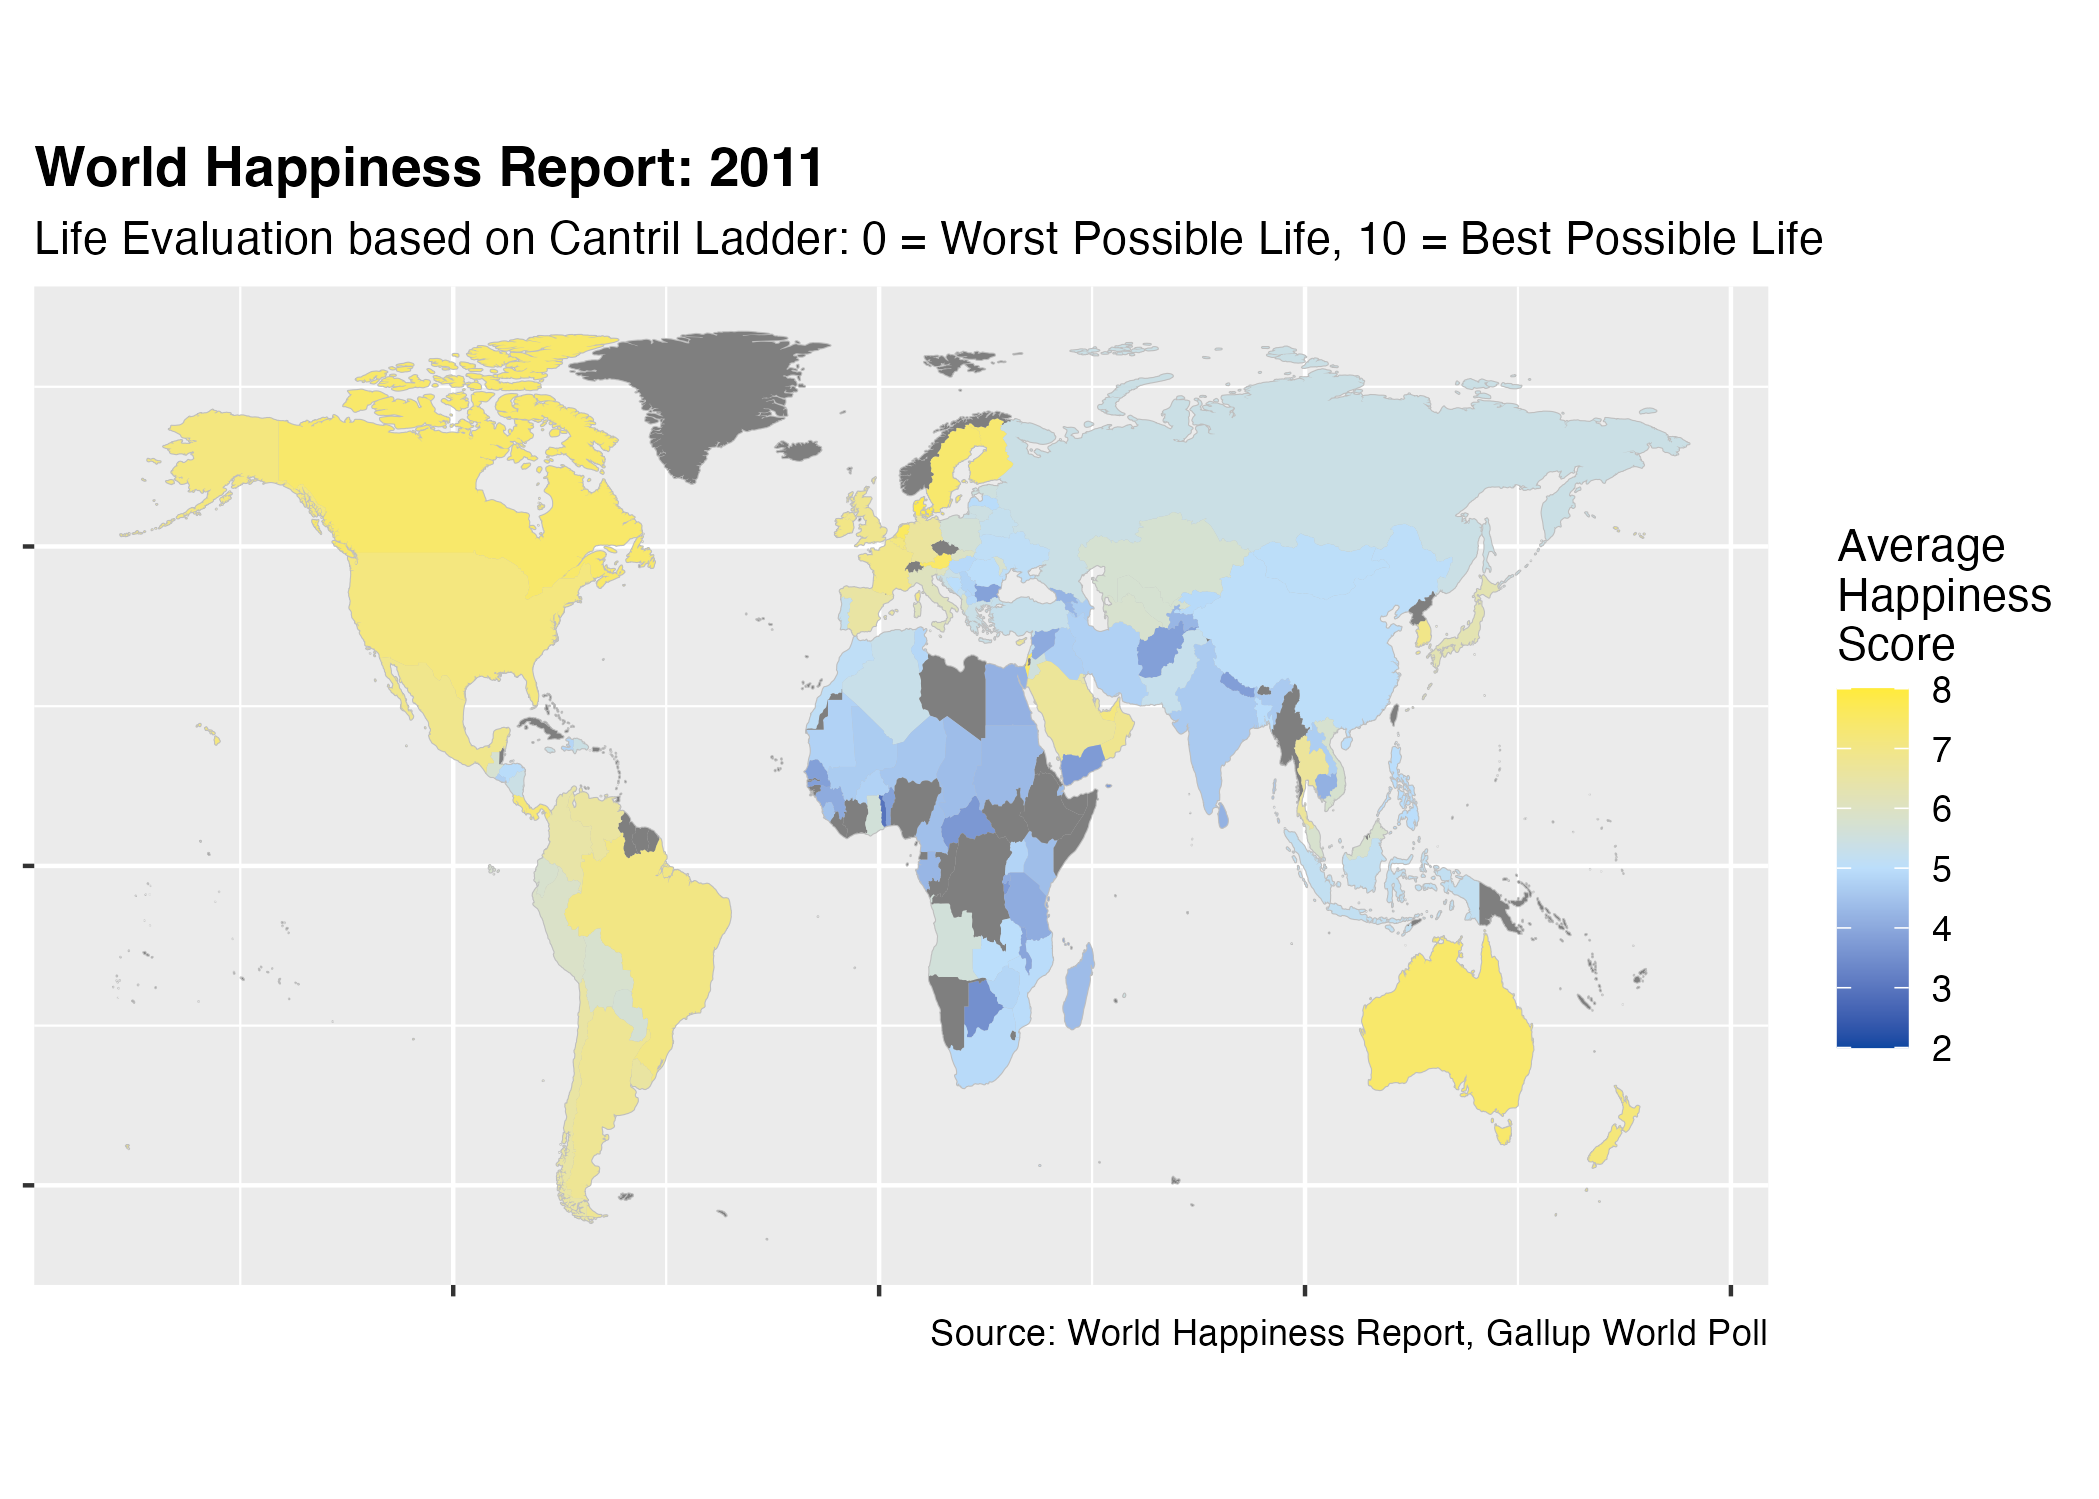 World Happiness Report: 2011
Life Evaluation based on Cantril Ladder: 0 = Worst Possible Life, 10 = Best Possible Life
Average
Happiness
Score
8
7
6
5
4
3
2
Source: World Happiness Report, Gallup World Poll